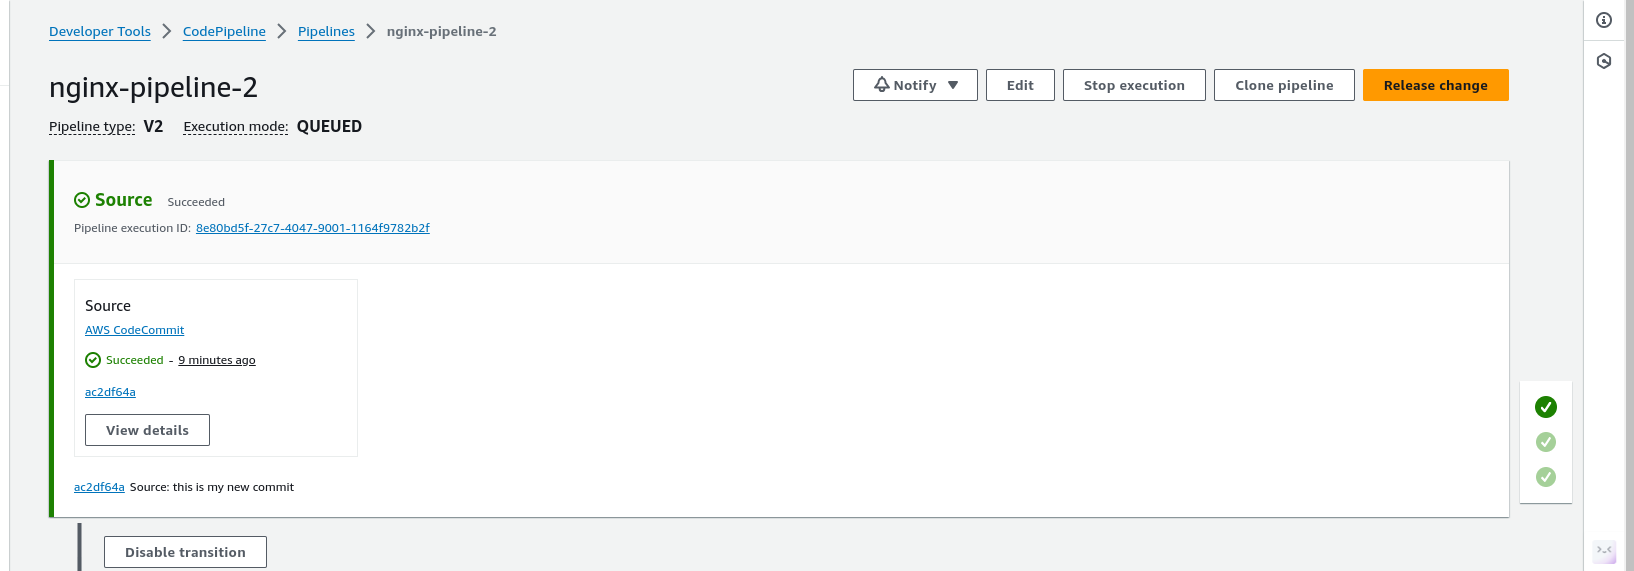 Developer Tools > CodePipeline > Pipelines > nginx-pipeline-2
nginx-pipeline-2
Notify Edit Stop execution Clone pipeline Release change
Pipeline type: V2 Execution mode: QUEUED
Source Succeeded
Pipeline execution ID: 8e80bd5f-27c7-4047-9001-1164f9782b2f
Source
AWS CodeCommit
Succeeded - 9 minutes ago
ac2df64a
View details
ac2df64a Source: this is my new commit
Disable transition